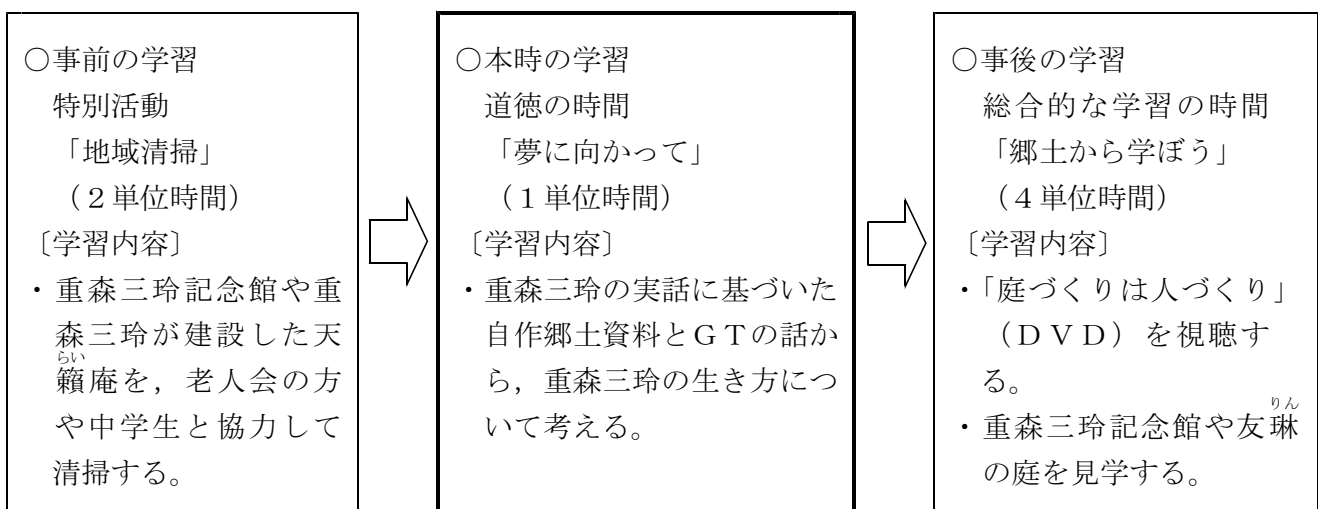 ○事前の学習
特別活動
「地域清掃」
（２単位時間）
〔学習内容〕
・重森三玲記念館や重
森三玲が建設した天
らい
籟庵を，老人会の方
や中学生と協力して
清掃する。
○本時の学習
道徳の時間
「夢に向かって」
（１単位時間）
〔学習内容〕
・重森三玲の実話に基づいた
自作郷土資料とＧＴの話か
ら，重森三玲の生き方につ
いて考える。
○事後の学習
総合的な学習の時間
「郷土から学ぼう」
（４単位時間）
〔学習内容〕
・「庭づくりは人づくり」
（ＤＶＤ）を視聴す
る。
りん
・重森三玲記念館や友琳
の庭を見学する。